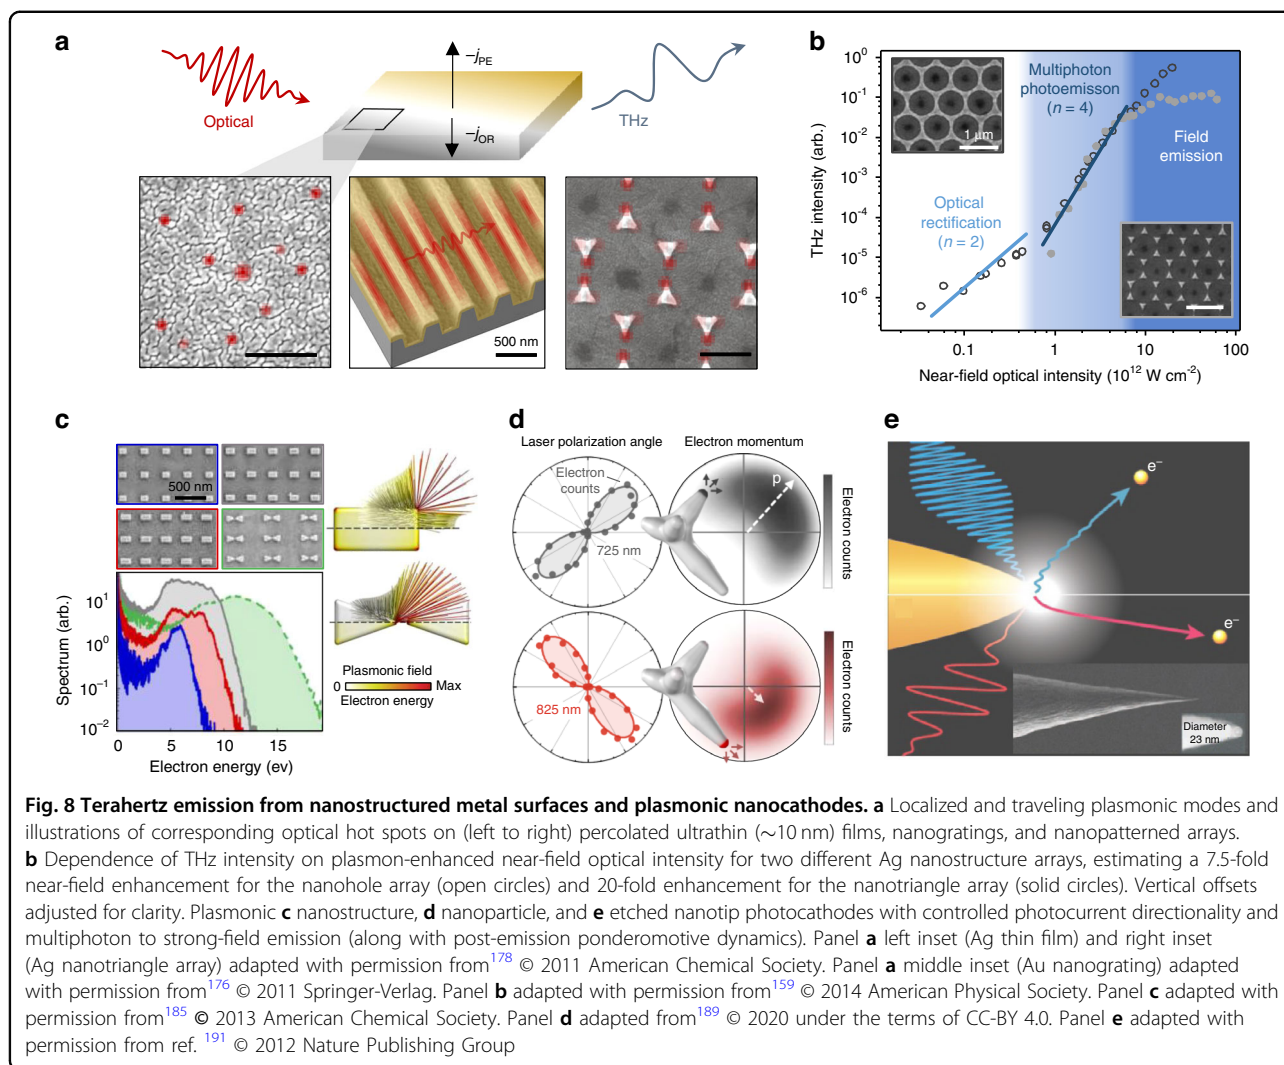 a
Optical
−jPE
−jOR
THz
500 nm
b
THz intensity (arb.)
10⁰
10⁻¹
10⁻²
10⁻³
10⁻⁴
10⁻⁵
10⁻⁶
1 μm
Multiphoton
photoemisson
(n = 4)
Field
emission
Optical
rectification
(n = 2)
0.1
1
10
100
Near-field optical intensity (10¹² W cm⁻²)
c
500 nm
Spectrum (arb.)
10¹
10⁰
10⁻¹
10⁻²
0
5
10
15
Electron energy (ev)
Plasmonic field
0
Max
Electron energy
d
Laser polarization angle
Electron momentum
Electron
counts
725 nm
p
Electron counts
825 nm
Electron counts
e
e⁻
e⁻
Diameter
23 nm
Fig. 8 Terahertz emission from nanostructured metal surfaces and plasmonic nanocathodes. a Localized and traveling plasmonic modes and
illustrations of corresponding optical hot spots on (left to right) percolated ultrathin (∼10 nm) films, nanogratings, and nanopatterned arrays.
b Dependence of THz intensity on plasmon-enhanced near-field optical intensity for two different Ag nanostructure arrays, estimating a 7.5-fold
near-field enhancement for the nanohole array (open circles) and 20-fold enhancement for the nanotriangle array (solid circles). Vertical offsets
adjusted for clarity. Plasmonic c nanostructure, d nanoparticle, and e etched nanotip photocathodes with controlled photocurrent directionality and
multiphoton to strong-field emission (along with post-emission ponderomotive dynamics). Panel a left inset (Ag thin film) and right inset
(Ag nanotriangle array) adapted with permission from¹⁷⁸ © 2011 American Chemical Society. Panel a middle inset (Au nanograting) adapted
with permission from¹⁷⁶ © 2011 Springer-Verlag. Panel b adapted with permission from¹⁵⁹ © 2014 American Physical Society. Panel c adapted with
permission from¹⁸⁵ © 2013 American Chemical Society. Panel d adapted from¹⁸⁹ © 2020 under the terms of CC-BY 4.0. Panel e adapted with
permission from ref. ¹⁹¹ © 2012 Nature Publishing Group